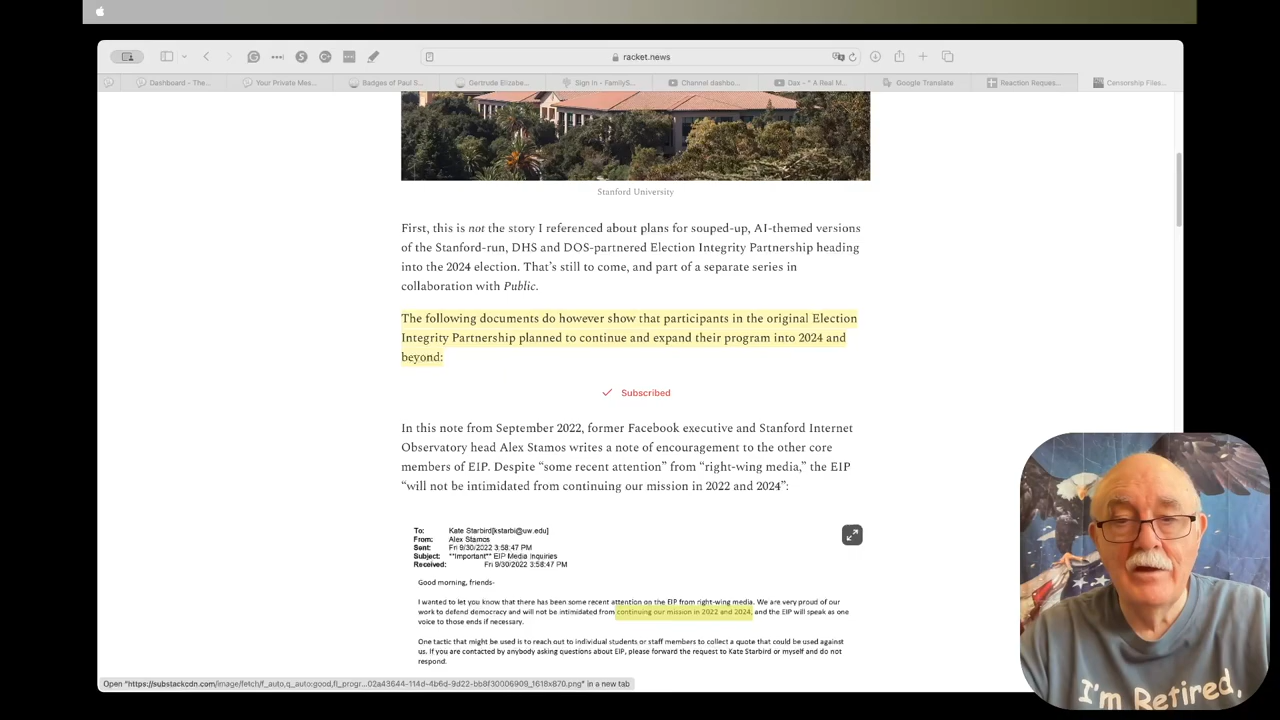 racket.news
Dashboard - The...
Your Private Mes...
Badges of Paul S...
Gertrude Elizabe...
Sign In - FamilyS...
Channel dashbo...
Dax - " A Real M...
Google Translate
Reaction Reques...
Censorship Files...
Stanford University
First, this is not the story I referenced about plans for souped-up, AI-themed versions
of the Stanford-run, DHS and DOS-partnered Election Integrity Partnership heading
into the 2024 election. That's still to come, and part of a separate series in
collaboration with Public.
The following documents do however show that participants in the original Election
Integrity Partnership planned to continue and expand their program into 2024 and
beyond:
Subscribed
In this note from September 2022, former Facebook executive and Stanford Internet
Observatory head Alex Stamos writes a note of encouragement to the other core
members of EIP. Despite “some recent attention” from “right-wing media,” the EIP
“will not be intimidated from continuing our mission in 2022 and 2024”:
To: Kate Starbird[kstarbi@uw.edu]
From: Alex Stamos
Sent: Fri 9/30/2022 3:58:47 PM
Subject: **Important** EIP Media Inquiries
Received: Fri 9/30/2022 3:58:47 PM
Good morning, friends-
I wanted to let you know that there has been some recent attention on the EIP from right-wing media. We are very proud of our
work to defend democracy and will not be intimidated from continuing our mission in 2022 and 2024, and the EIP will speak as one
voice to those ends if necessary.
One tactic that might be used is to reach out to individual students or staff members to collect a quote that could be used against
us. If you are contacted by anybody asking questions about EIP, please forward the request to Kate Starbird or myself and do not
respond.
Open "https://substackcdn.com/image/fetch/f_auto,q_auto:good,fl_progr...02a43644-114d-4b6d-9d22-bb8f30006909_1618x870.png" in a new tab
I'm Retired,